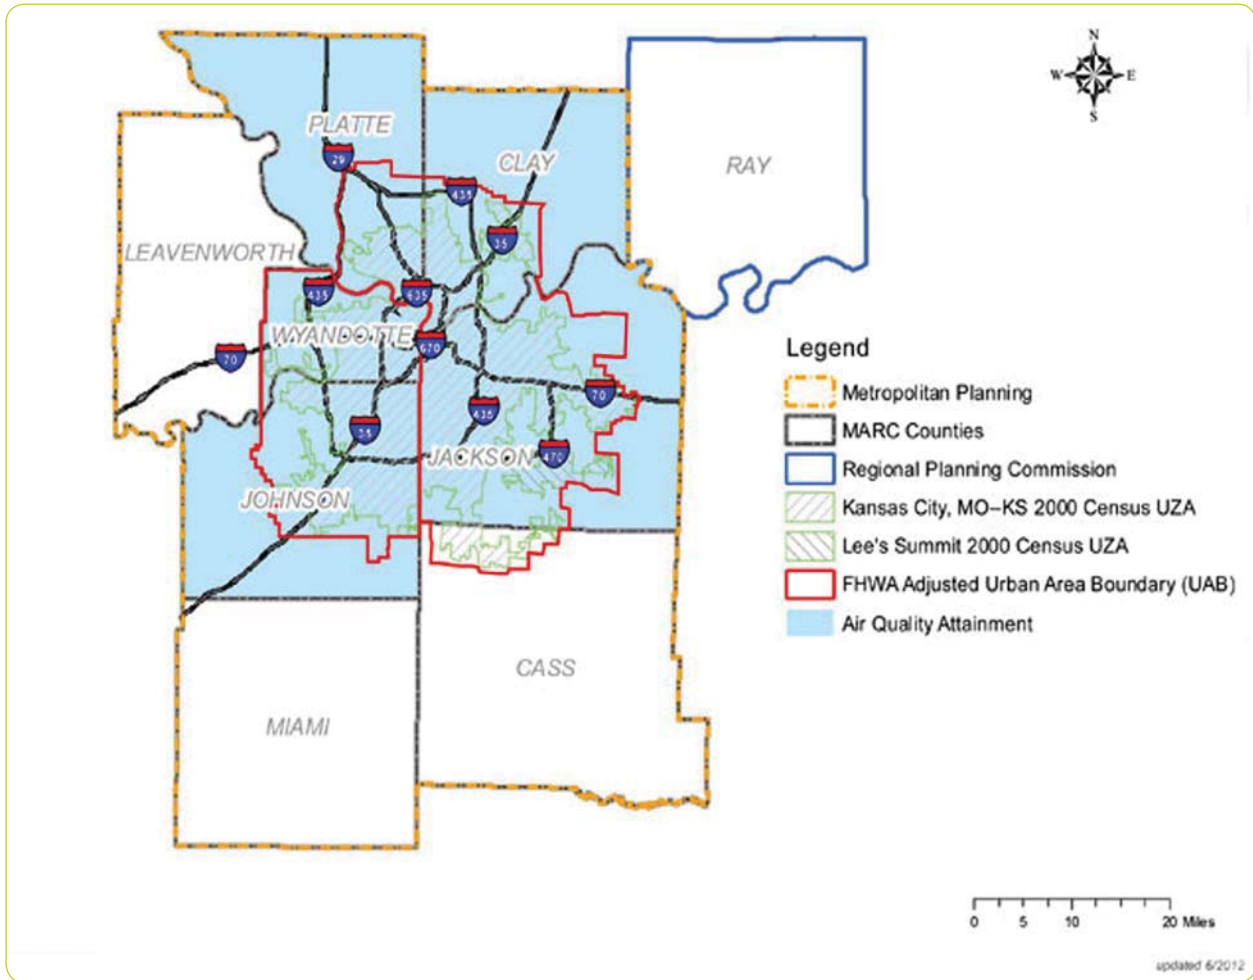 N
W E
S
PLATTE
29
CLAY
RAY
435
35
LEAVENWORTH
435
635
WYANDOTTE
670
70
70
435
35
JACKSON
470
JOHNSON
CASS
MIAMI
Legend
Metropolitan Planning
MARC Counties
Regional Planning Commission
Kansas City, MO–KS 2000 Census UZA
Lee's Summit 2000 Census UZA
FHWA Adjusted Urban Area Boundary (UAB)
Air Quality Attainment
0 5 10 20 Miles
updated 6/2012